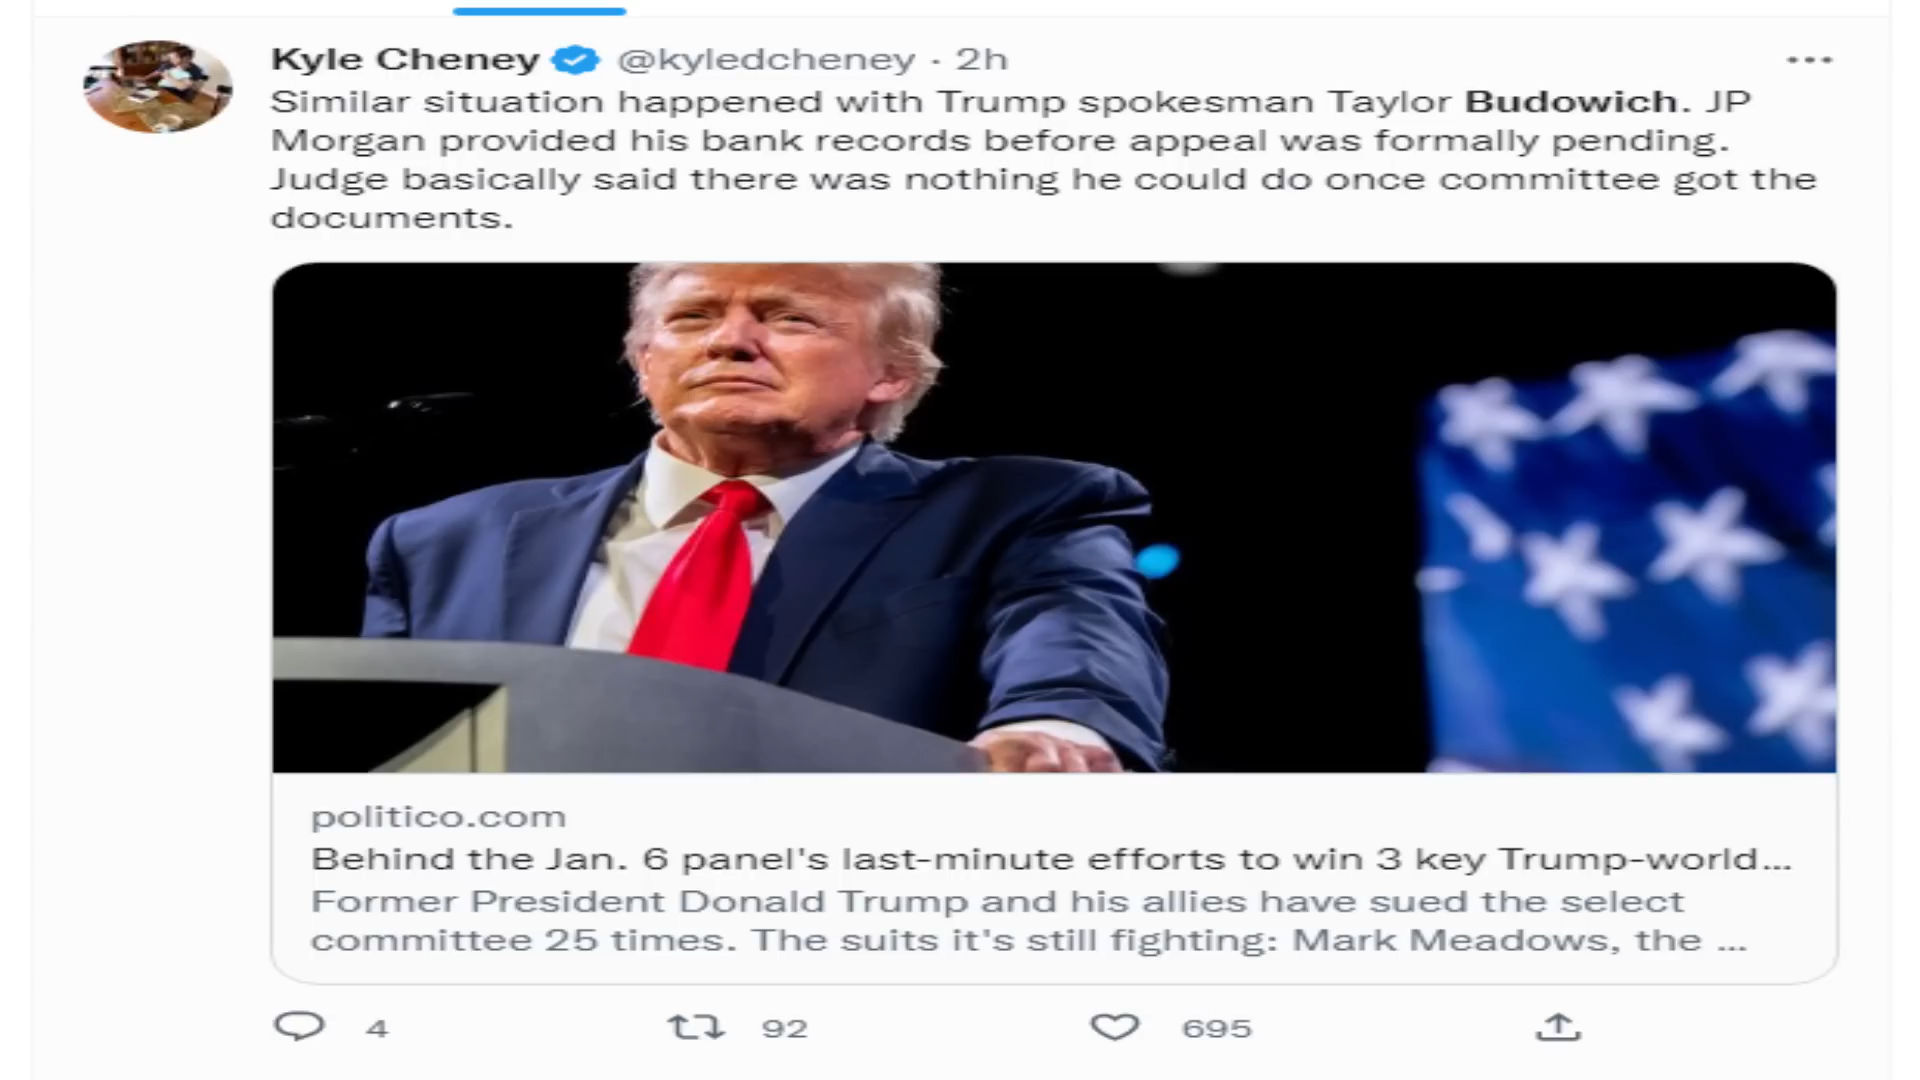 Kyle Cheney @kyledcheney · 2h
Similar situation happened with Trump spokesman Taylor Budowich. JP
Morgan provided his bank records before appeal was formally pending.
Judge basically said there was nothing he could do once committee got the
documents.
politico.com
Behind the Jan. 6 panel's last-minute efforts to win 3 key Trump-world...
Former President Donald Trump and his allies have sued the select
committee 25 times. The suits it's still fighting: Mark Meadows, the ...
4 92 695